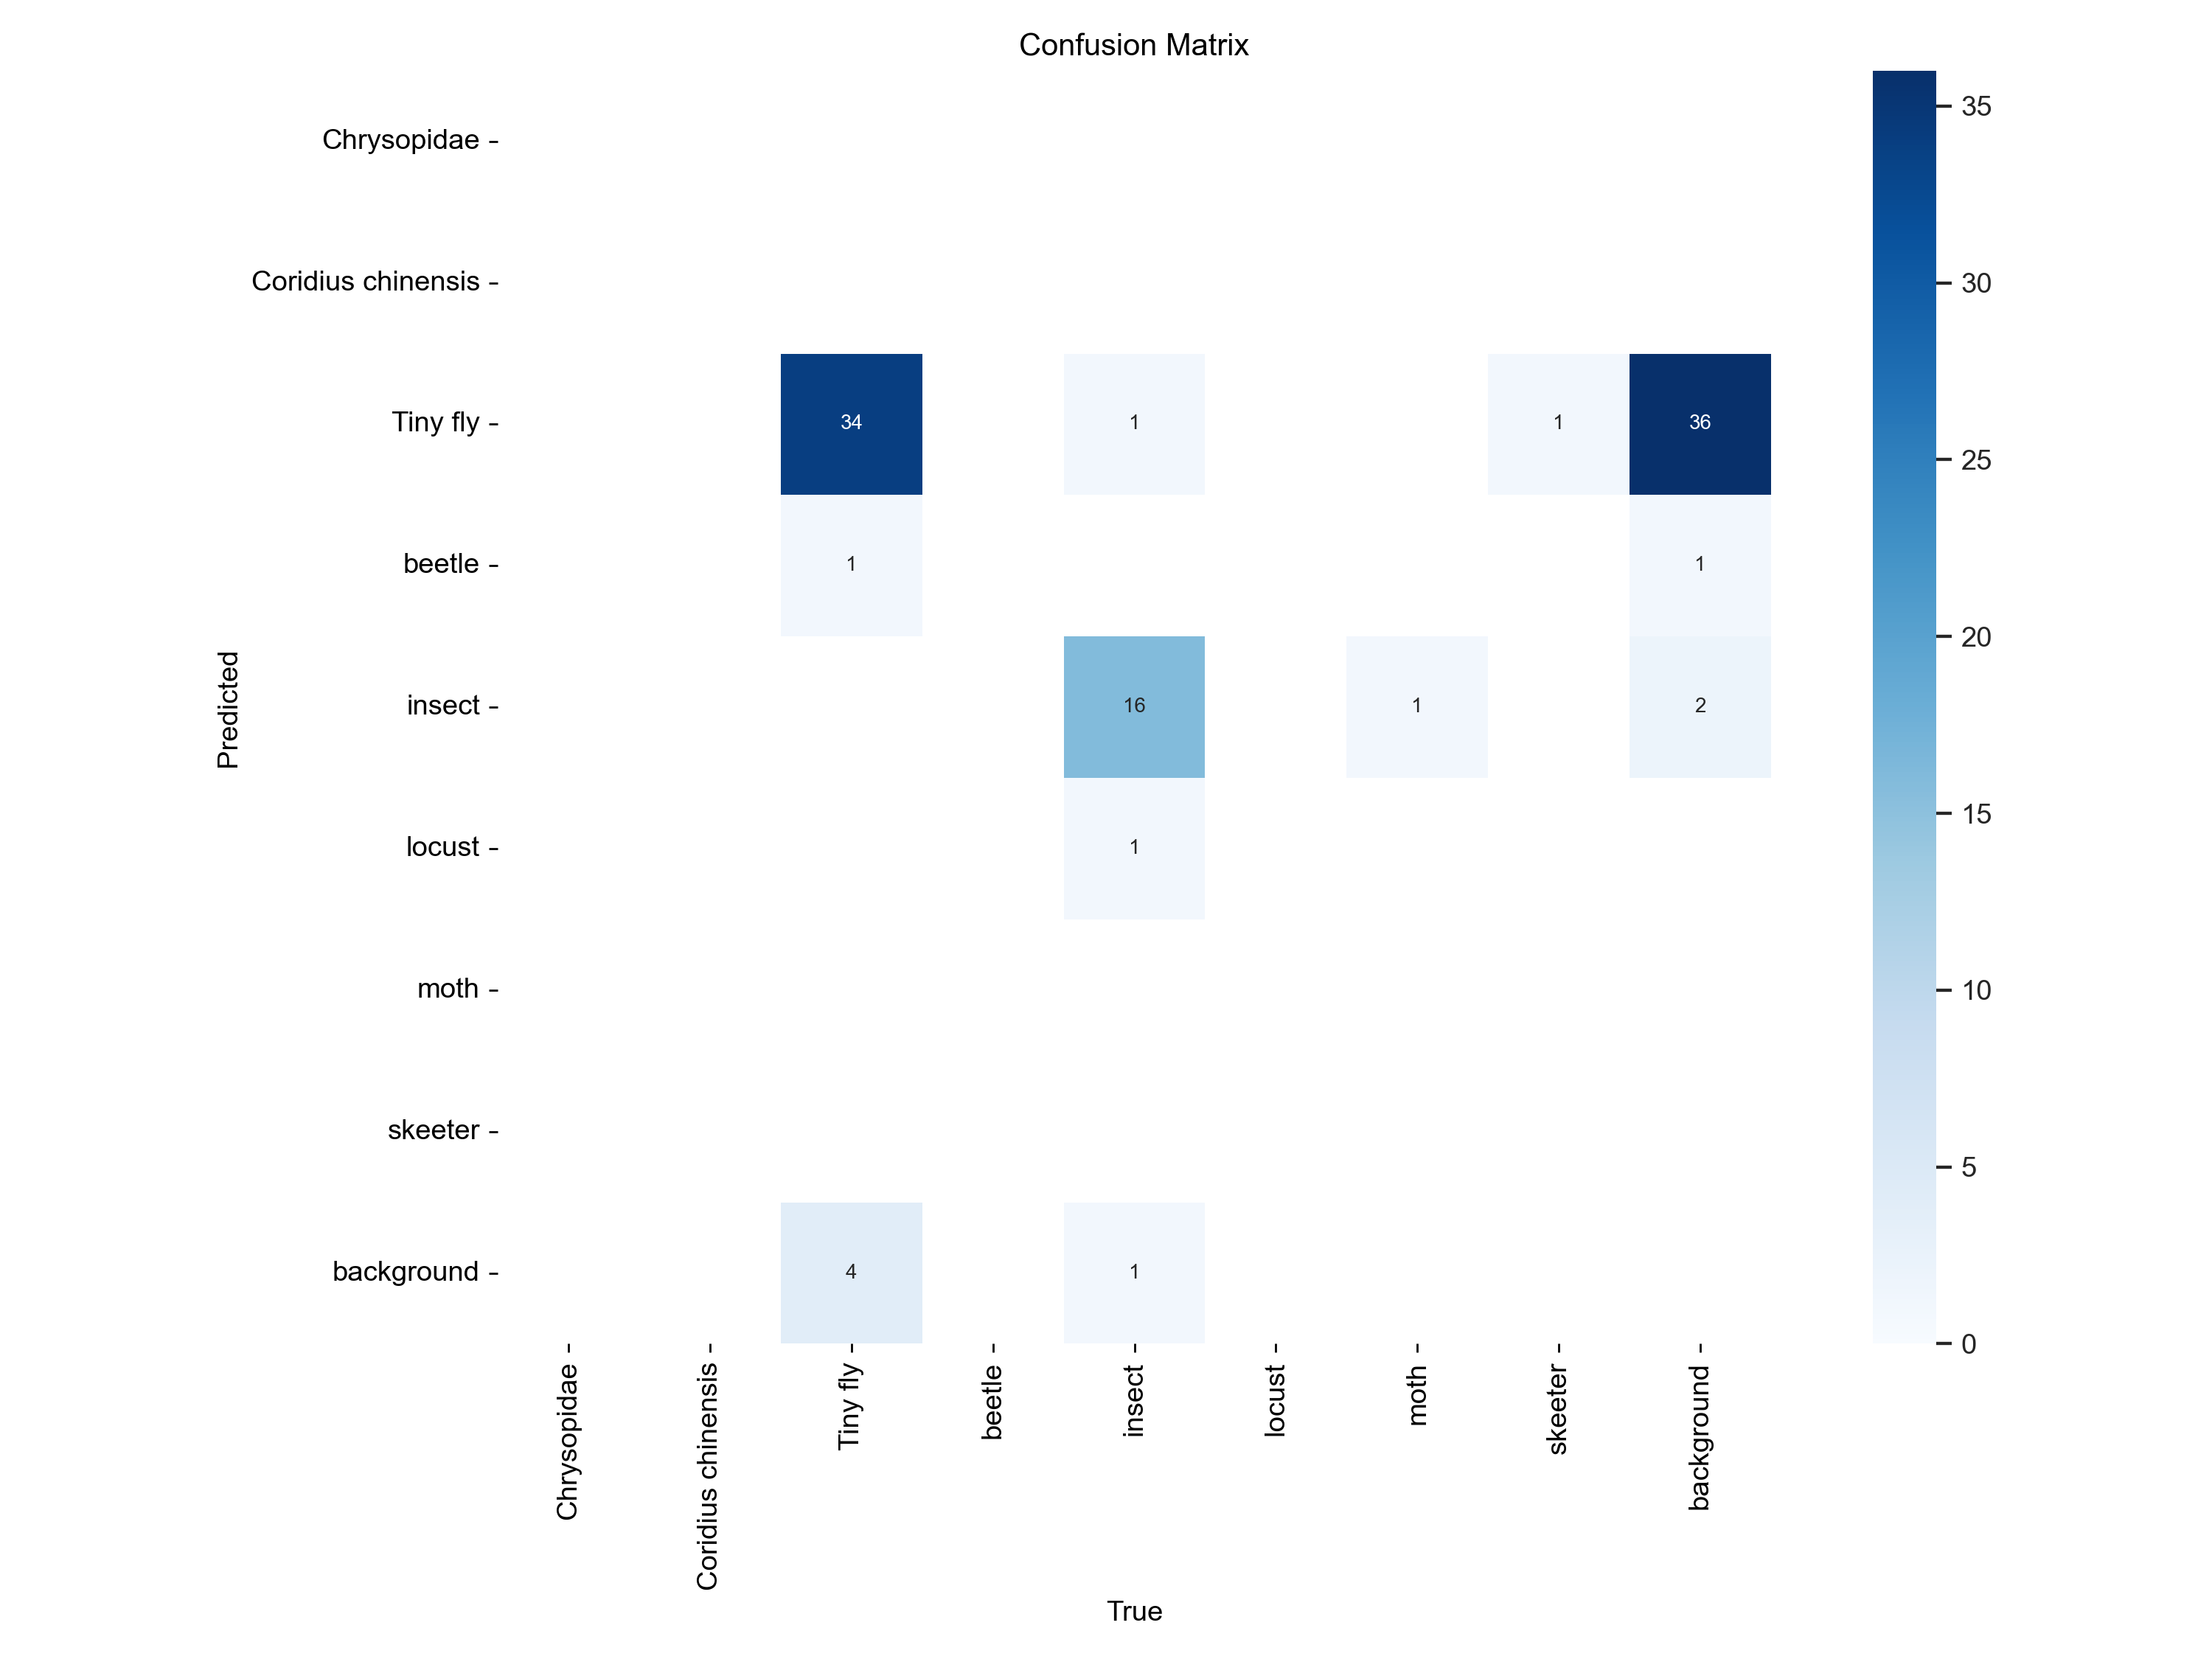 Confusion Matrix
Chrysopidae
Coridius chinensis
Tiny fly
beetle
insect
locust
moth
skeeter
background
Predicted
34 1 1 36
1 1
16 1 2
1
4 1
Chrysopidae
Coridius chinensis
Tiny fly
beetle
insect
locust
moth
skeeter
background
True
35
30
25
20
15
10
5
0